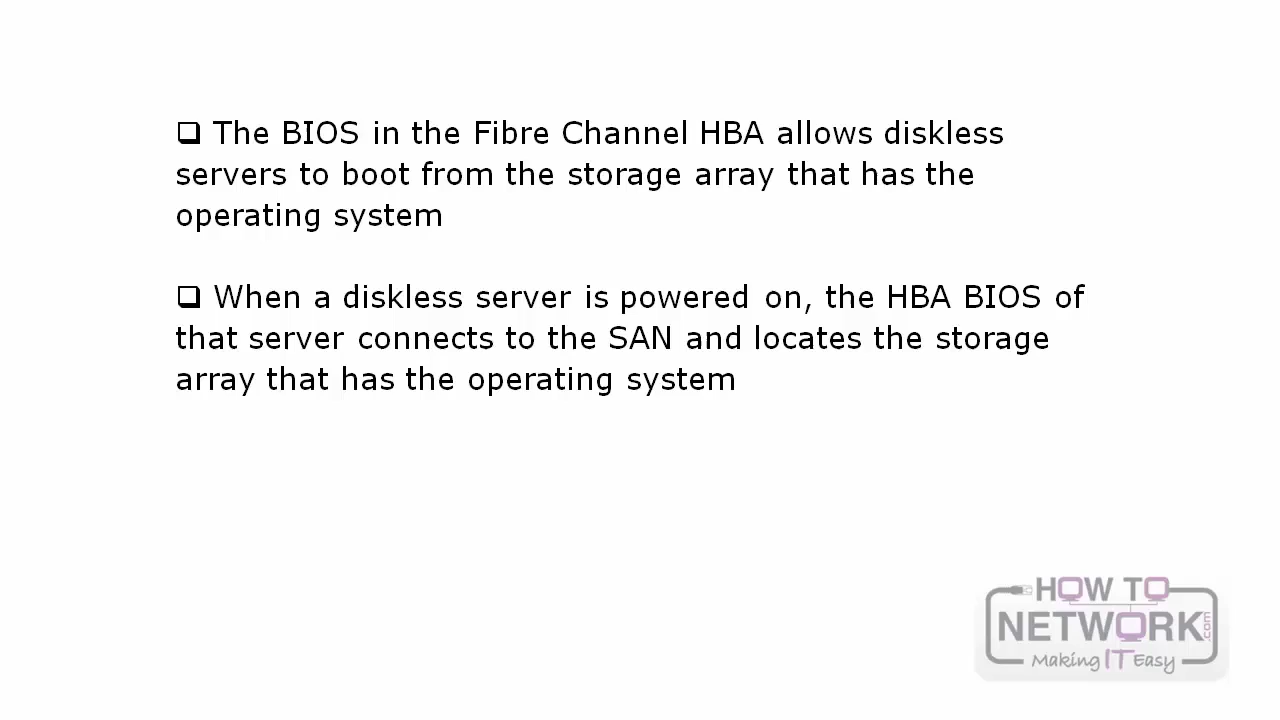 ❑ The BIOS in the Fibre Channel HBA allows diskless
servers to boot from the storage array that has the
operating system
❑ When a diskless server is powered on, the HBA BIOS of
that server connects to the SAN and locates the storage
array that has the operating system
HOW TO
NETWORK.com
Making IT Easy